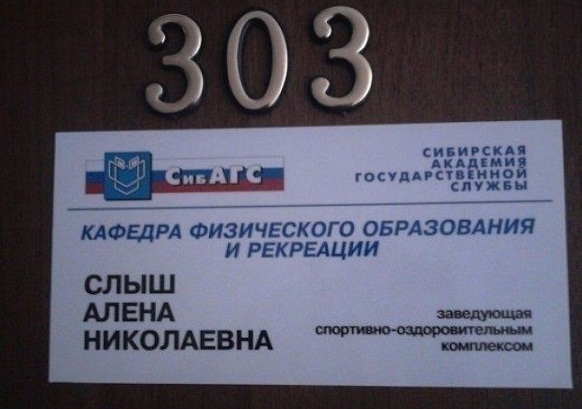 303
СибАГС
СИБИРСКАЯ
АКАДЕМИЯ
ГОСУДАРСТВЕННОЙ
СЛУЖБЫ
КАФЕДРА ФИЗИЧЕСКОГО ОБРАЗОВАНИЯ
И РЕКРЕАЦИИ
СЛЫШ
АЛЕНА
НИКОЛАЕВНА
заведующая
спортивно-оздоровительным
комплексом